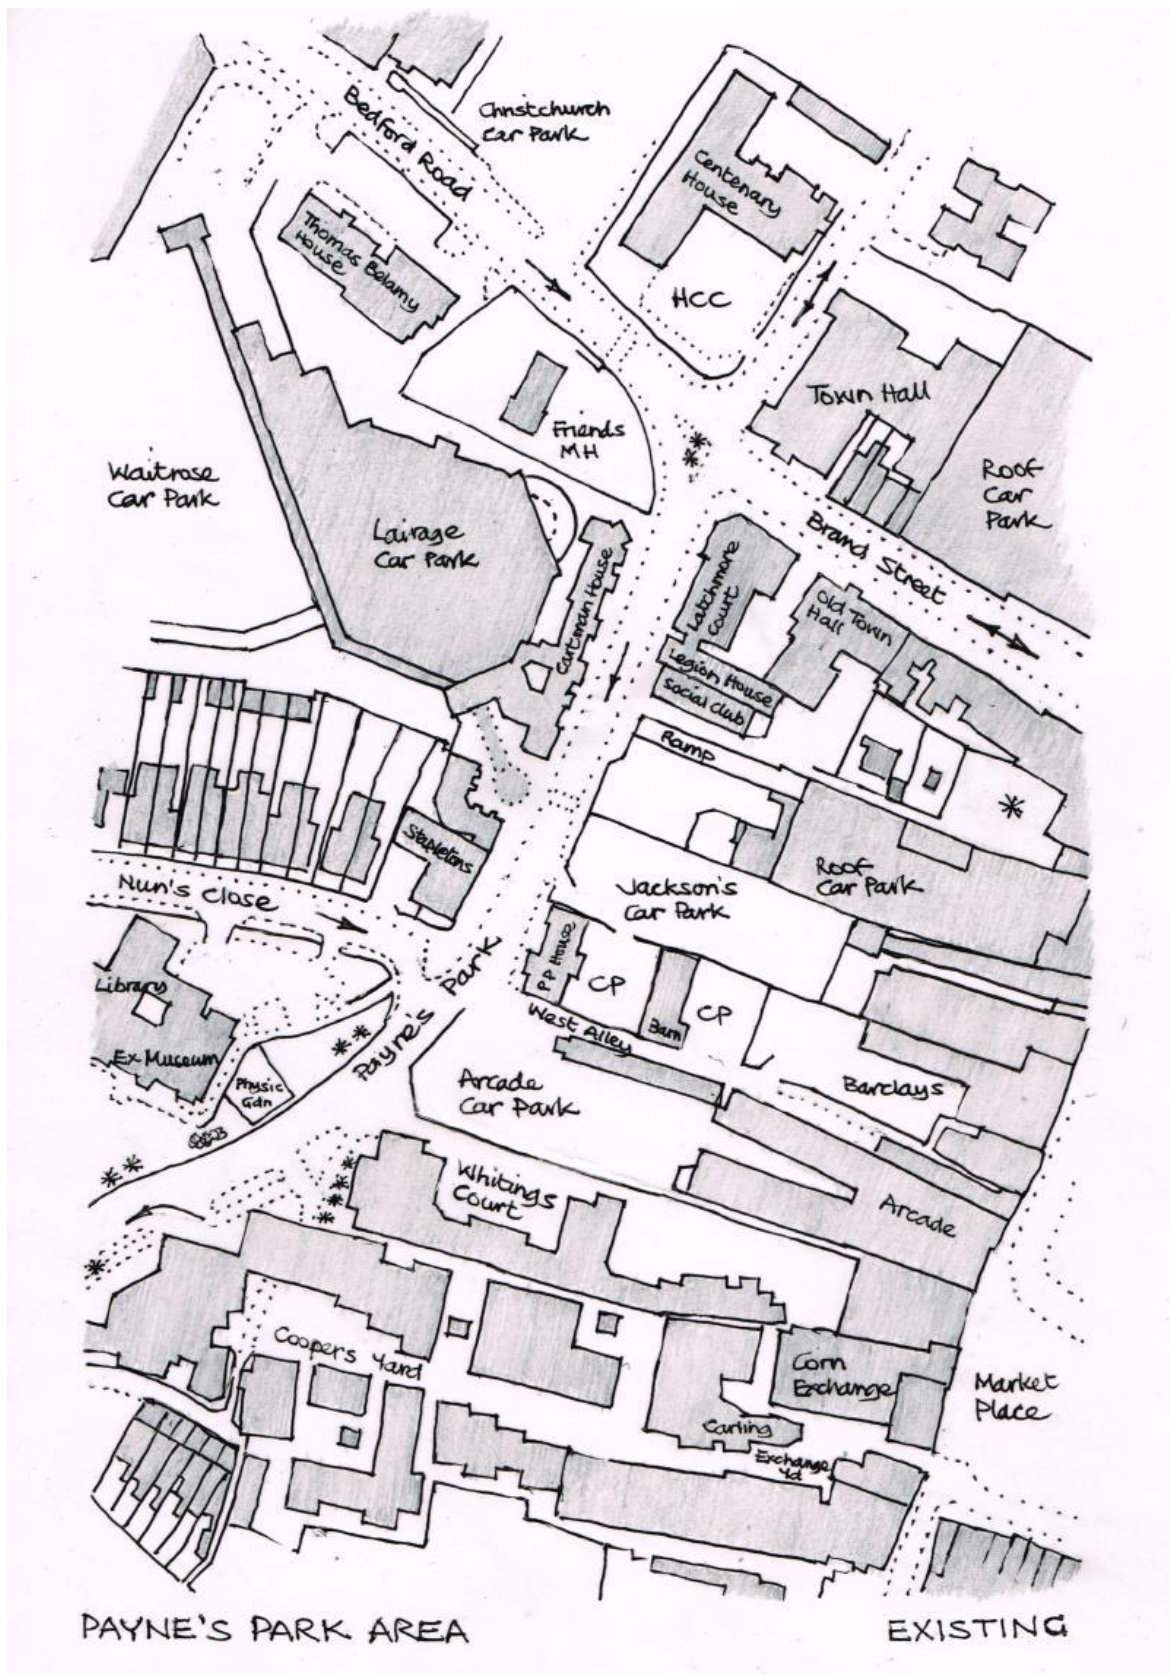 Christchurch
Car Park
Bedford Road
Centenary
House
Thomas Belamy
House
HCC
Town Hall
Friends
MH
Roof
Car
Park
Waitrose
Car Park
Lairage
Car Park
Brand Street
Latchmore
Court
Old Town
Hall
Cartman House
Legion House
Social Club
Ramp
Stapletons
Roof
Car Park
Jackson's
Car Park
Nun's Close
Payne's Park
PP House
CP
Barn
CP
Library
West Alley
Ex Museum
Physic
Gdn
Arcade
Car Park
Barclays
Whitings
Court
Arcade
Coopers Yard
Corn
Exchange
Market
Place
Carling
Exchange
Yd
PAYNE'S PARK AREA
EXISTING